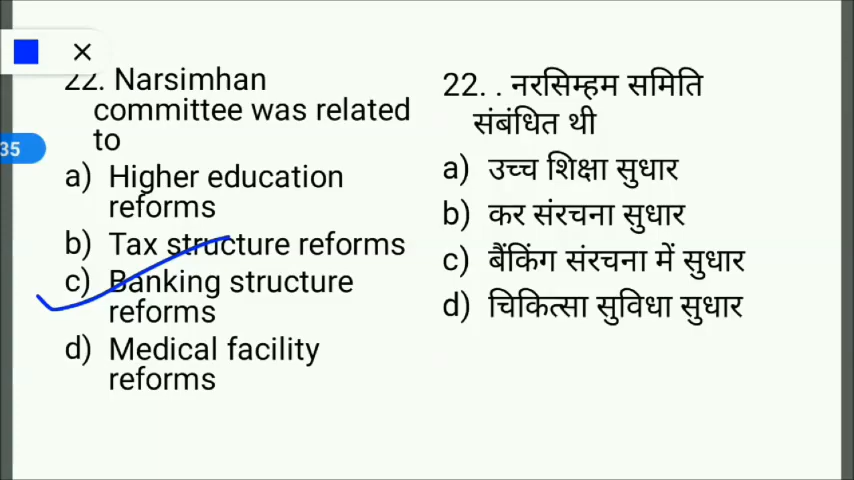 22. Narsimhan
committee was related
to
a) Higher education
reforms
b) Tax structure reforms
c) Banking structure
reforms
d) Medical facility
reforms
22. . नरसिम्हम समिति
संबंधित थी
a) उच्च शिक्षा सुधार
b) कर संरचना सुधार
c) बैंकिंग संरचना में सुधार
d) चिकित्सा सुविधा सुधार
35